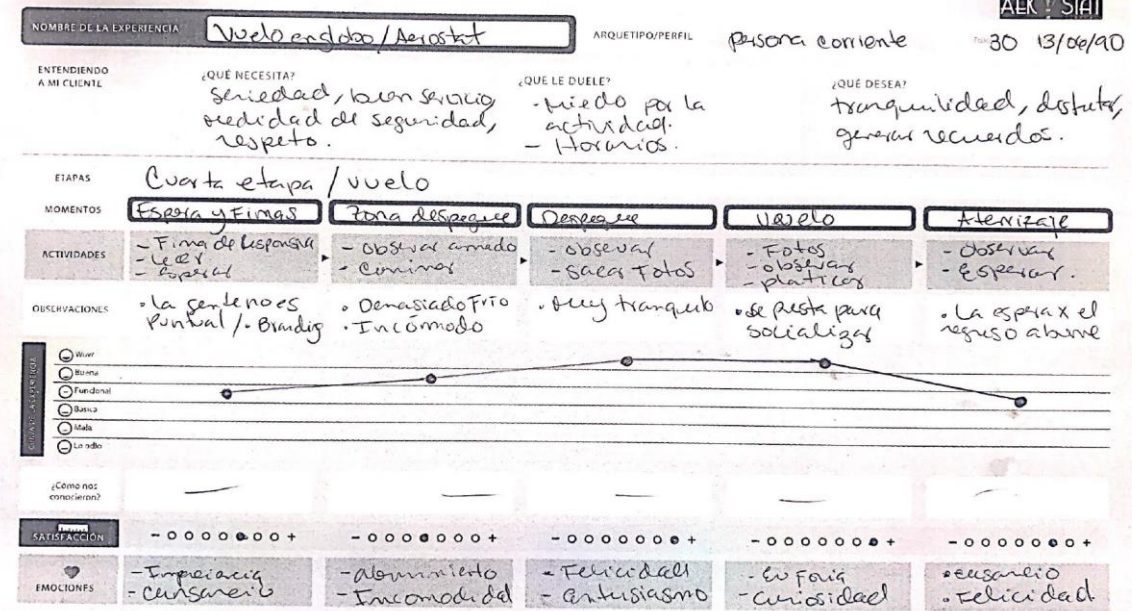 AER STAT
NOMBRE DE LA EXPERIENCIA Vuelo en globo / Aerostat ARQUETIPO/PERFIL persona corriente 30 13/06/90
ENTENDIENDO A MI CLIENTE
¿QUÉ NECESITA?
Seriedad, buen servicio
medidad de seguridad,
respeto.
¿QUE LE DUELE?
- Miedo por la
actividad.
- Horarios.
¿QUÉ DESEA?
tranquilidad, disfrutar,
generar recuerdos.
ETAPAS Cuarta etapa / vuelo
MOMENTOS Espera y Firmas Zona despegue Despegue Vuelo Aterrizaje
ACTIVIDADES
- Firma de Responsiva
- Leer
- Esperar
- observar armado
- Caminar
- observar
- Sacar Fotos
- Fotos
- observar
- platicar
- Observar
- Esperar.
OBSERVACIONES
• la gente no es
puntual / • Branding
• Demasiado Frío
• Incómodo
• Muy tranquilo
• se presta para
socializar
• La espera x el
regreso aburre
Wow!
Buena
Funcional
Básica
Mala
Lo odio
¿Cómo nos
conocieron?
SATISFACCIÓN - + - + - + - + - +
EMOCIONES
- Impaciencia
- Cansancio
- aburrimiento
- Incomodidad
- Felicidad
- entusiasmo
- Euforia
- curiosidad
• cansancio
• Felicidad